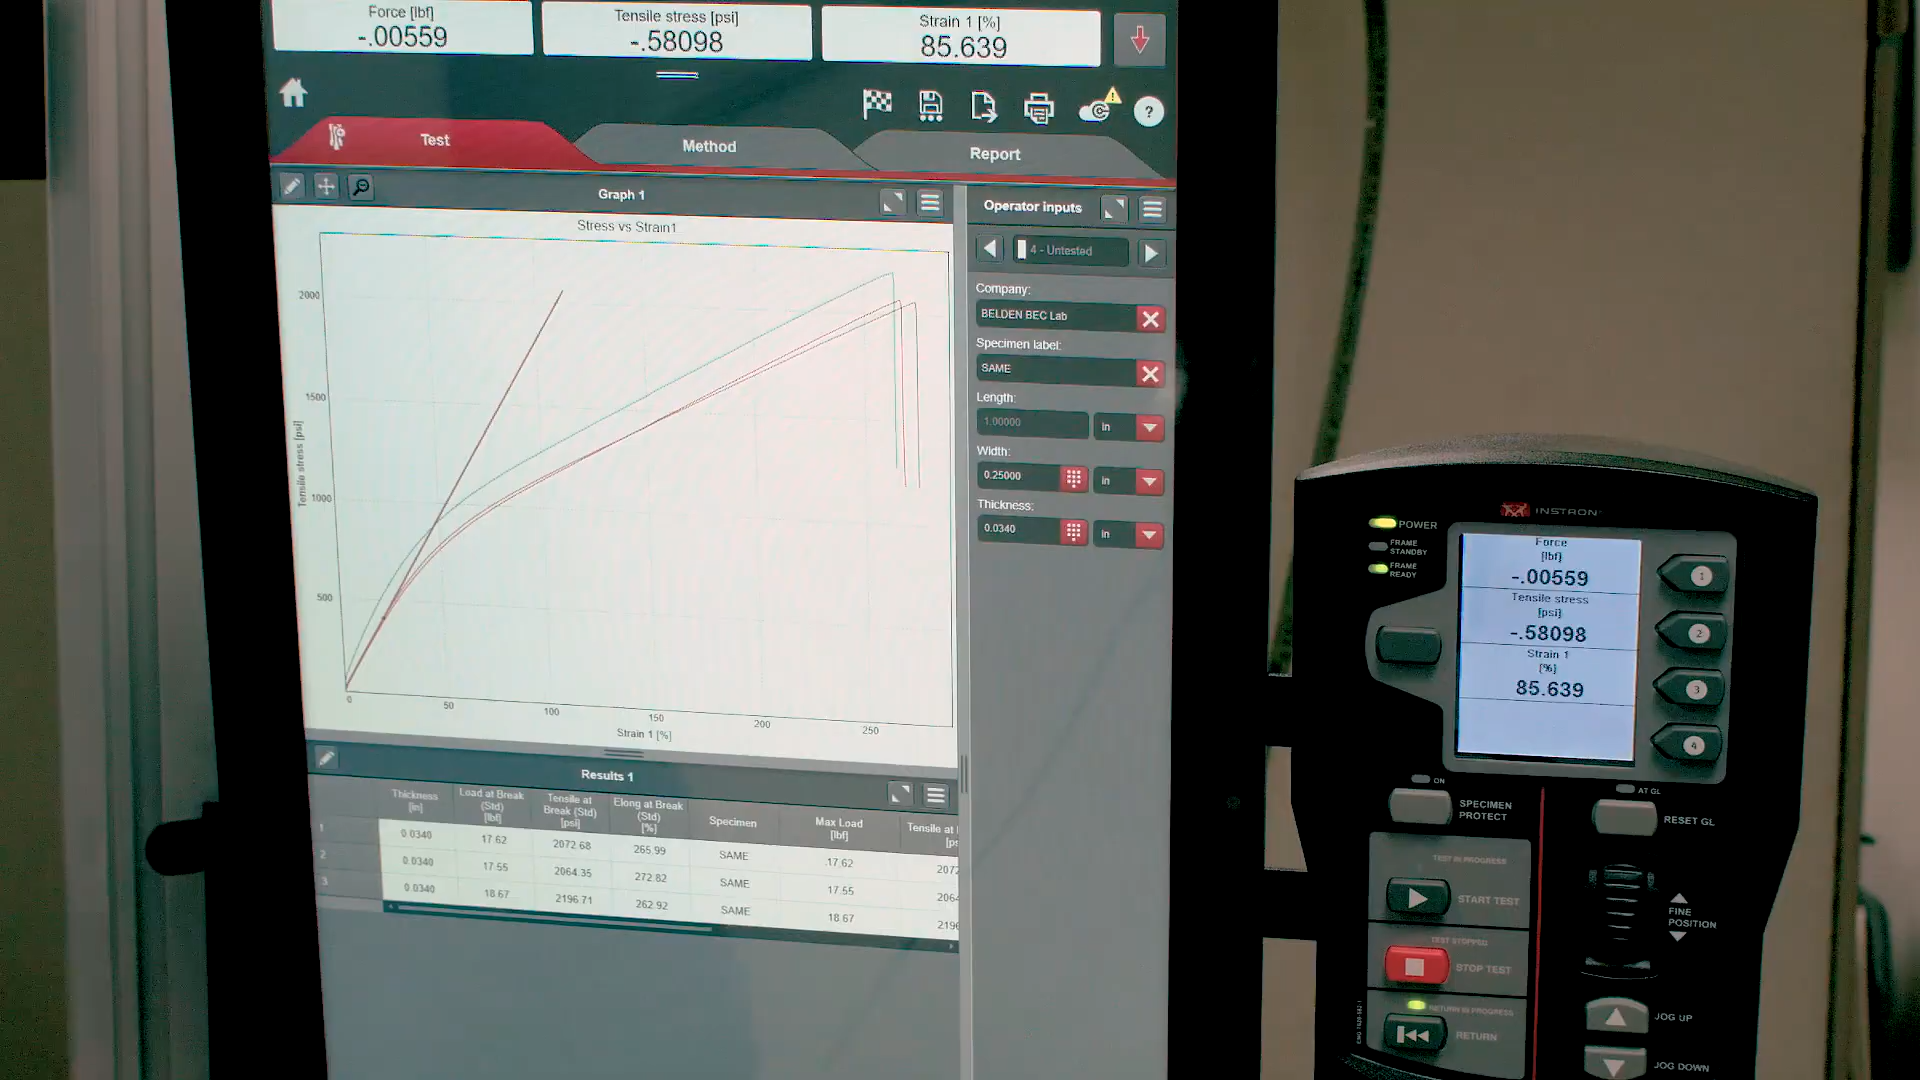 Force [lbf]
-.00559
Tensile stress [psi]
-.58098
Strain 1 [%]
85.639
?
Test
Method
Report
Graph 1
Stress vs Strain1
Tensile stress [psi]
2000
1500
1000
500
0
50
100
150
200
250
Strain 1 [%]
Operator inputs
4 - Untested
Company:
BELDEN BEC Lab
Specimen label:
SAME
Length:
1.00000
in
Width:
0.25000
in
Thickness:
0.0340
in
Results 1
Thickness [in]
Load at Break (Std) [lbf]
Tensile at Break (Std) [psi]
Elong at Break (Std) [%]
Specimen
Max Load [lbf]
Tensile at
1 0.0340 17.62 2072.68 265.99 SAME 17.62 2072
2 0.0340 17.55 2064.35 272.82 SAME 17.55 2064
3 0.0340 18.67 2196.71 262.92 SAME 18.67 2196
INSTRON
POWER
FRAME STANDBY
FRAME READY
Force
[lbf]
-.00559
Tensile stress
[psi]
-.58098
Strain 1
[%]
85.639
1
2
3
4
ON
SPECIMEN PROTECT
AT GL
RESET GL
TEST IN PROGRESS
START TEST
TEST STOPPED
STOP TEST
RETURN IN PROGRESS
RETURN
FINE POSITION
JOG UP
JOG DOWN